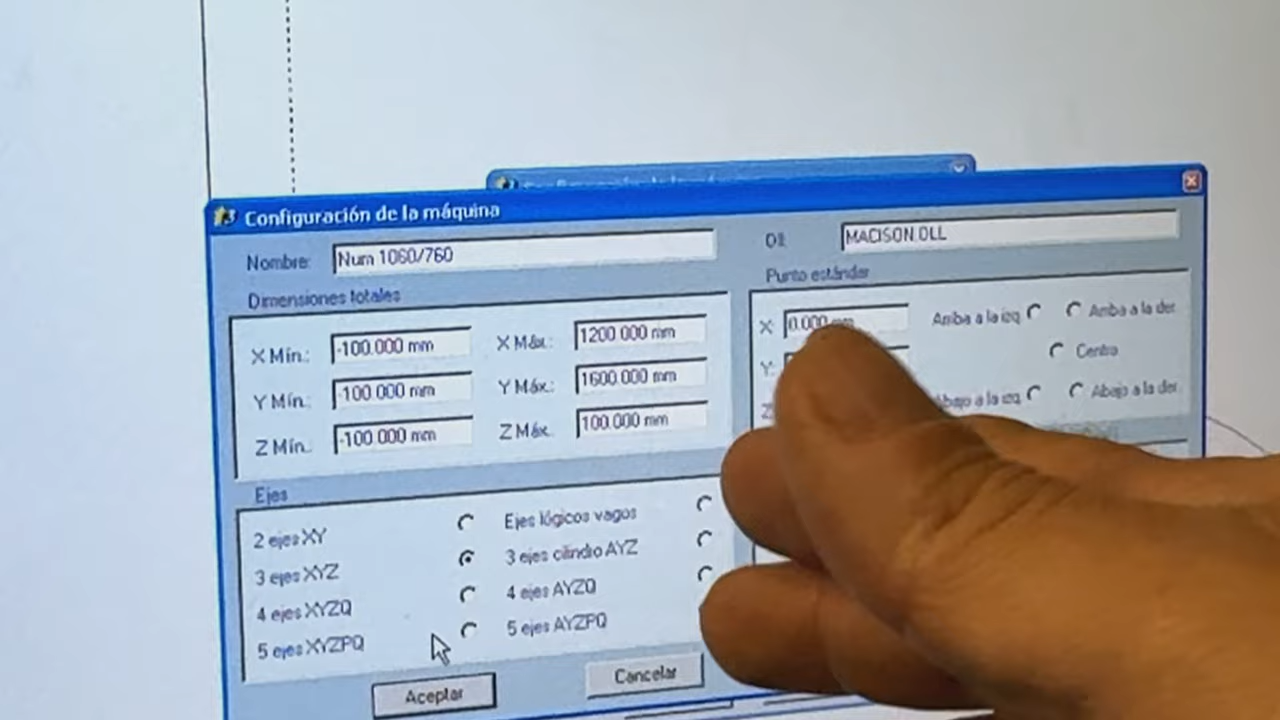 Configuración de la máquina
Nombre: Num 1060/760
Dll: MACISON.DLL
Dimensiones totales
X Mín.: -100.000 mm X Máx.: 1200.000 mm
Y Mín.: -100.000 mm Y Máx.: 1600.000 mm
Z Mín.: -100.000 mm Z Máx. 100.000 mm
Punto estándar
X: 0.000 mm Arriba a la izq Arriba a la der
Y: Centro
Z Abajo a la izq Abajo a la der
Ejes
2 ejes XY Ejes lógicos vagos
3 ejes XYZ 3 ejes cilindro AYZ
4 ejes XYZQ 4 ejes AYZQ
5 ejes XYZPQ 5 ejes AYZPQ
Aceptar Cancelar